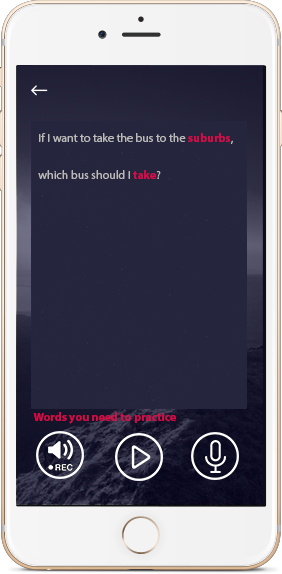 If I want to take the bus to the suburbs,
which bus should I take?
Words you need to practice
REC